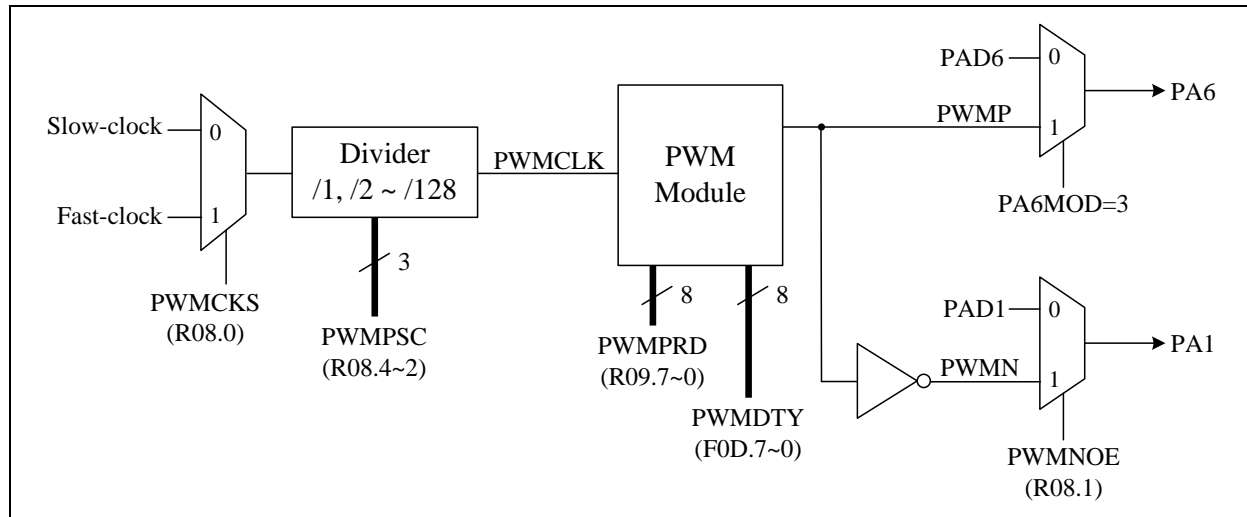 Slow-clock
Fast-clock
0
1
PWMCKS
(R08.0)
Divider
/1, /2 ~ /128
3
PWMPSC
(R08.4~2)
PWMCLK
PWM
Module
8
8
PWMPRD
(R09.7~0)
PWMDTY
(F0D.7~0)
PAD6
0
PWMP
1
PA6
PA6MOD=3
PAD1
0
PWMN
1
PA1
PWMNOE
(R08.1)